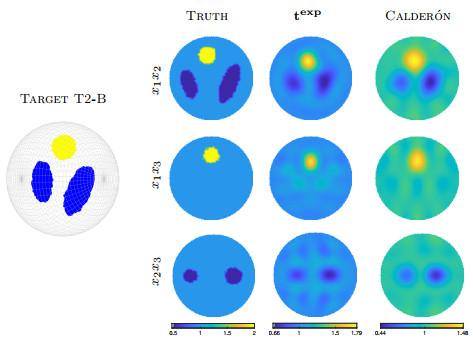 TRUTH t^exp CALDERÓN
TARGET T2-B
x₁x₂
x₁x₃
x₂x₃
0.5 1 1.5 2 0.66 1 1.5 1.79 0.44 1 1.48